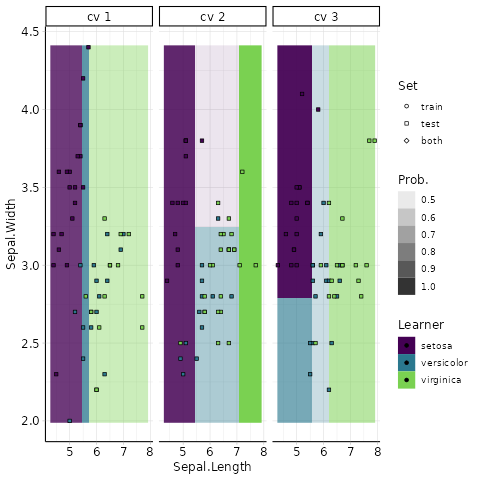 cv 1 cv 2 cv 3
4.5
4.0
3.5
3.0
2.5
2.0
Sepal.Width
5 6 7 8 5 6 7 8 5 6 7 8
Sepal.Length
Set
train
test
both
Prob.
0.5
0.6
0.7
0.8
0.9
1.0
Learner
setosa
versicolor
virginica